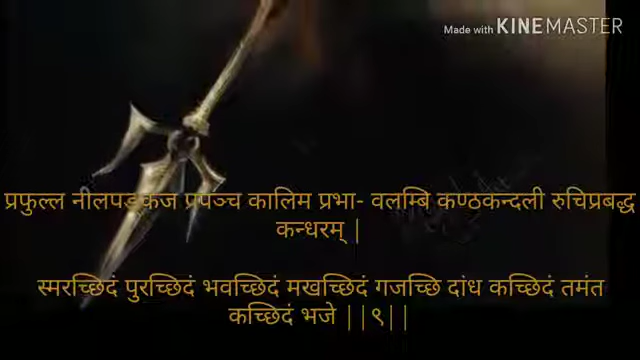 Made with KINEMASTER
प्रफुल्ल नीलपङ्कज प्रपञ्च कालिम प्रभा- वलम्बि कण्ठकन्दली रुचिप्रबद्ध
कन्धरम् |
स्मरच्छिदं पुरच्छिदं भवच्छिदं मखच्छिदं गजच्छि दांध कच्छिदं तमंत
कच्छिदं भजे ||९||